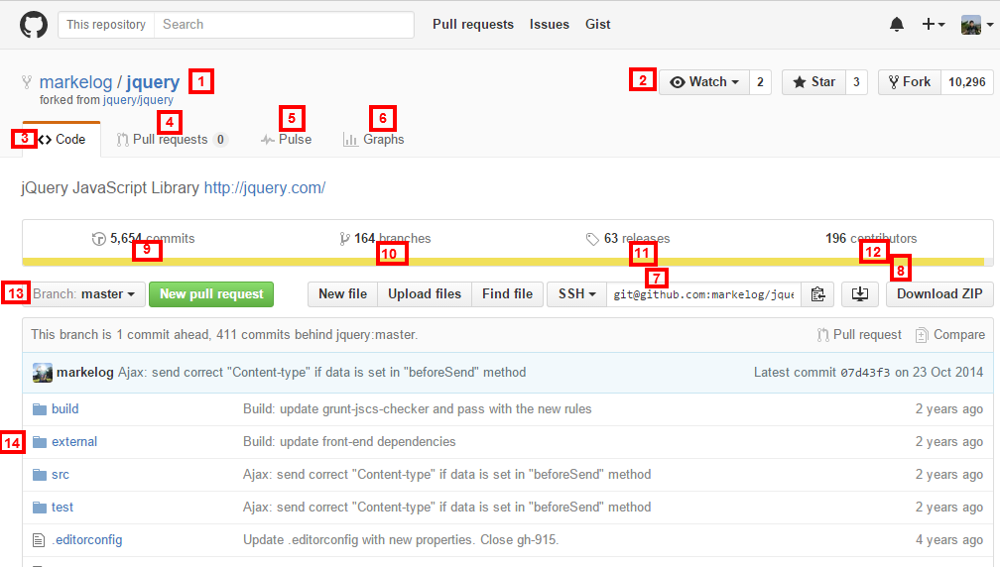 This repository Search Pull requests Issues Gist
markelog / jquery 1 2 Watch 2 Star 3 Fork 10,296
forked from jquery/jquery
4 5 6
3 Code Pull requests 0 Pulse Graphs
jQuery JavaScript Library http://jquery.com/
5,654 commits 164 branches 63 releases 196 contributors
9 10 11 12
7 8
13 Branch: master New pull request New file Upload files Find file SSH git@github.com:markelog/jque Download ZIP
This branch is 1 commit ahead, 411 commits behind jquery:master. Pull request Compare
markelog Ajax: send correct "Content-type" if data is set in "beforeSend" method Latest commit 07d43f3 on 23 Oct 2014
build Build: update grunt-jscs-checker and pass with the new rules 2 years ago
14 external Build: update front-end dependencies 2 years ago
src Ajax: send correct "Content-type" if data is set in "beforeSend" method 2 years ago
test Ajax: send correct "Content-type" if data is set in "beforeSend" method 2 years ago
.editorconfig Update .editorconfig with new properties. Close gh-915. 4 years ago